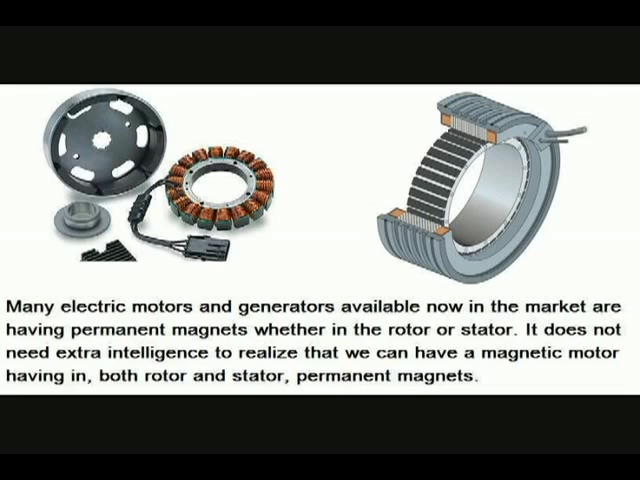 Many electric motors and generators available now in the market are
having permanent magnets whether in the rotor or stator. It does not
need extra intelligence to realize that we can have a magnetic motor
having in, both rotor and stator, permanent magnets.